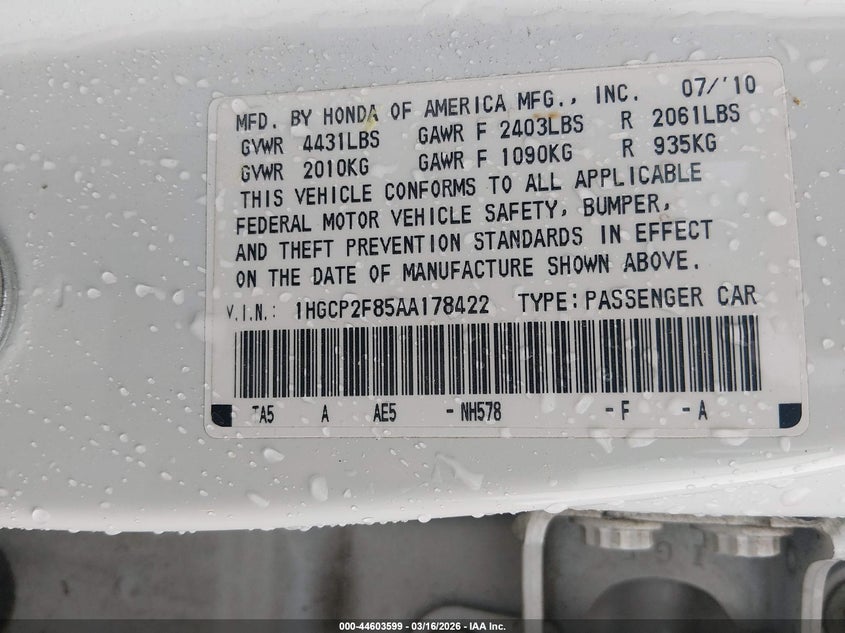 MFD. BY HONDA OF AMERICA MFG., INC. 07/'10
GVWR 4431LBS GAWR F 2403LBS R 2061LBS
GVWR 2010KG GAWR F 1090KG R 935KG
THIS VEHICLE CONFORMS TO ALL APPLICABLE
FEDERAL MOTOR VEHICLE SAFETY, BUMPER,
AND THEFT PREVENTION STANDARDS IN EFFECT
ON THE DATE OF MANUFACTURE SHOWN ABOVE.
V.I.N.: 1HGCP2F85AA178422 TYPE:PASSENGER CAR
TA5 A AE5 -NH578 -F -A
000-44603599 - 03/16/2026 - IAA Inc.